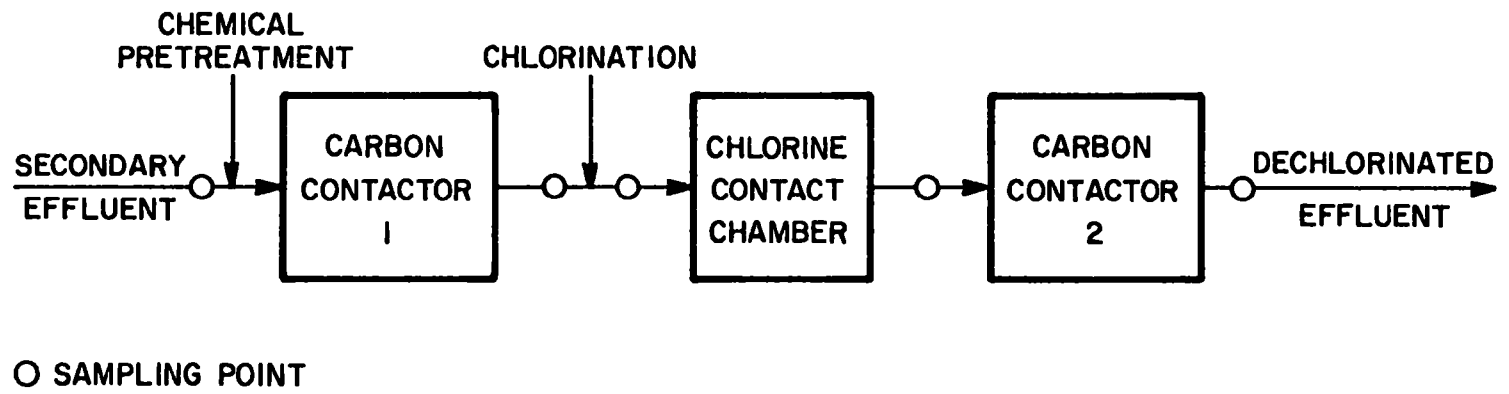 CHEMICAL
PRETREATMENT
CHLORINATION
SECONDARY
EFFLUENT
CARBON
CONTACTOR
1
CHLORINE
CONTACT
CHAMBER
CARBON
CONTACTOR
2
DECHLORINATED
EFFLUENT
O SAMPLING POINT